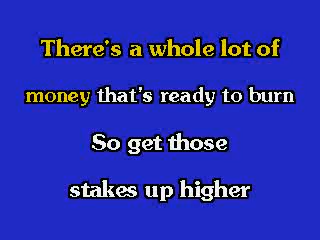 There's a whole lot of
money that's ready to burn
So get those
stakes up higher